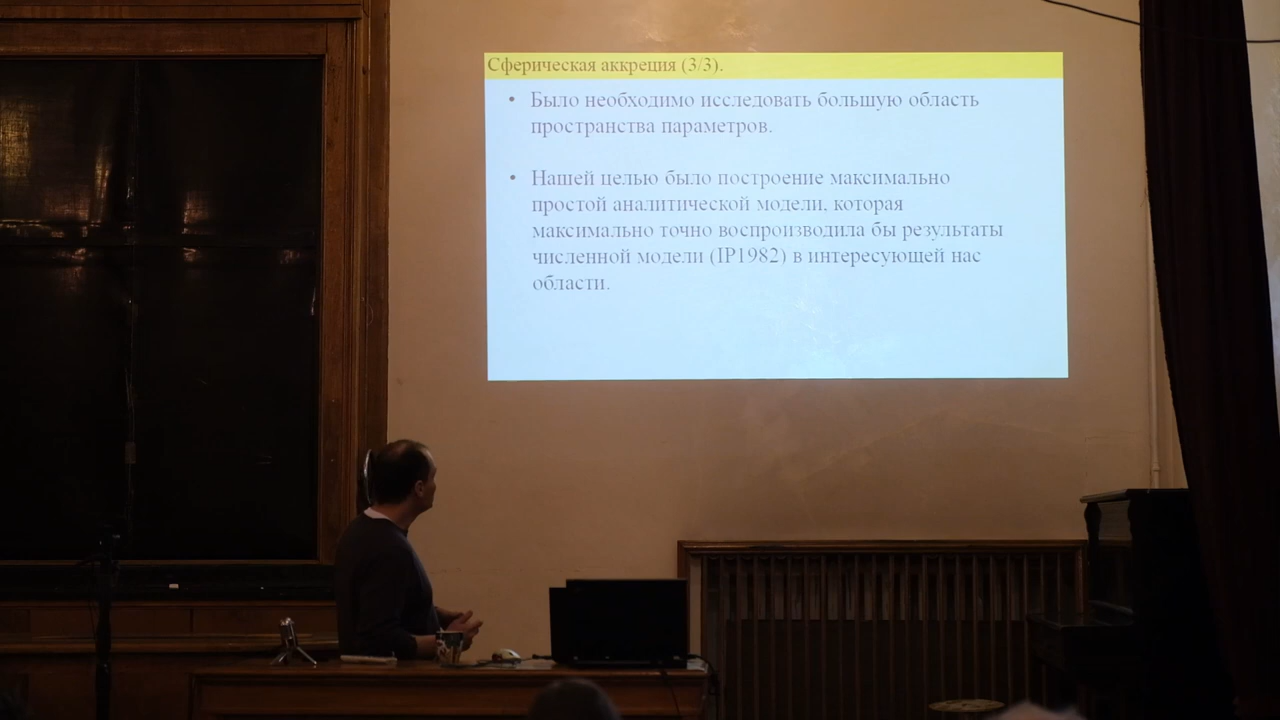 Сферическая аккреция (3/3).
• Было необходимо исследовать большую область
пространства параметров.
• Нашей целью было построение максимально
простой аналитической модели, которая
максимально точно воспроизводила бы результаты
численной модели (IP1982) в интересующей нас
области.